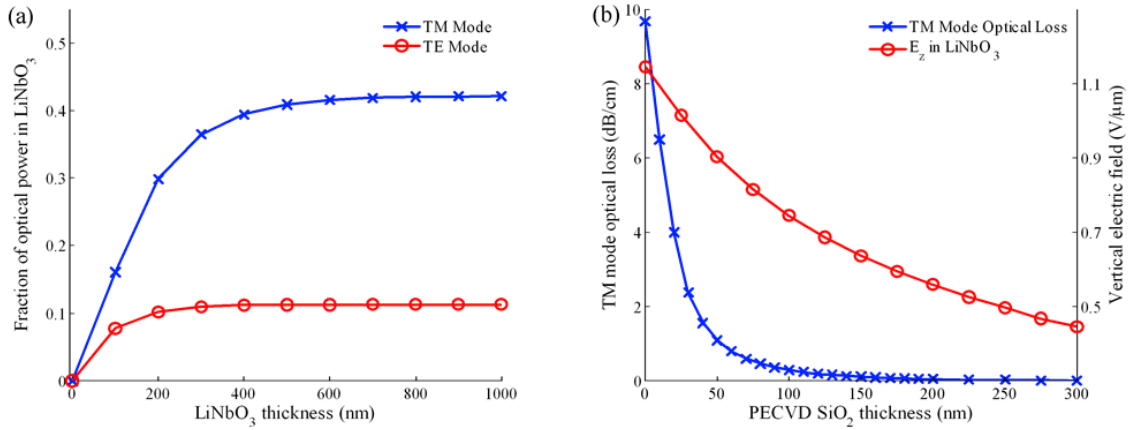 (a)
TM Mode
TE Mode
0.5
0.4
0.3
0.2
0.1
0
0 200 400 600 800 1000
Fraction of optical power in LiNbO3
LiNbO3 thickness (nm)
(b)
TM Mode Optical Loss
Ez in LiNbO3
10
8
6
4
2
0
1.1
0.9
0.7
0.5
0 50 100 150 200 250 300
TM mode optical loss (dB/cm)
Vertical electric field (V/μm)
PECVD SiO2 thickness (nm)